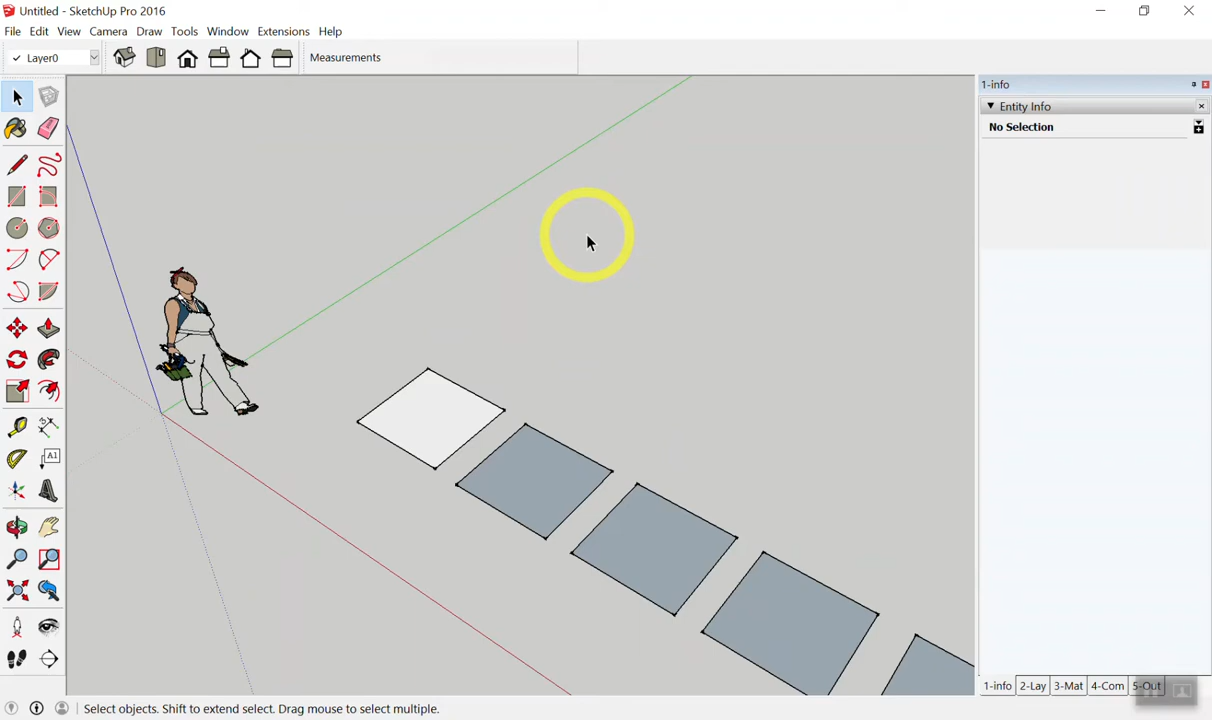 Untitled - SketchUp Pro 2016
File Edit View Camera Draw Tools Window Extensions Help
✓ Layer0
Measurements
1-info
Entity Info
No Selection
A1
1-info 2-Lay 3-Mat 4-Com 5-Out
Select objects. Shift to extend select. Drag mouse to select multiple.